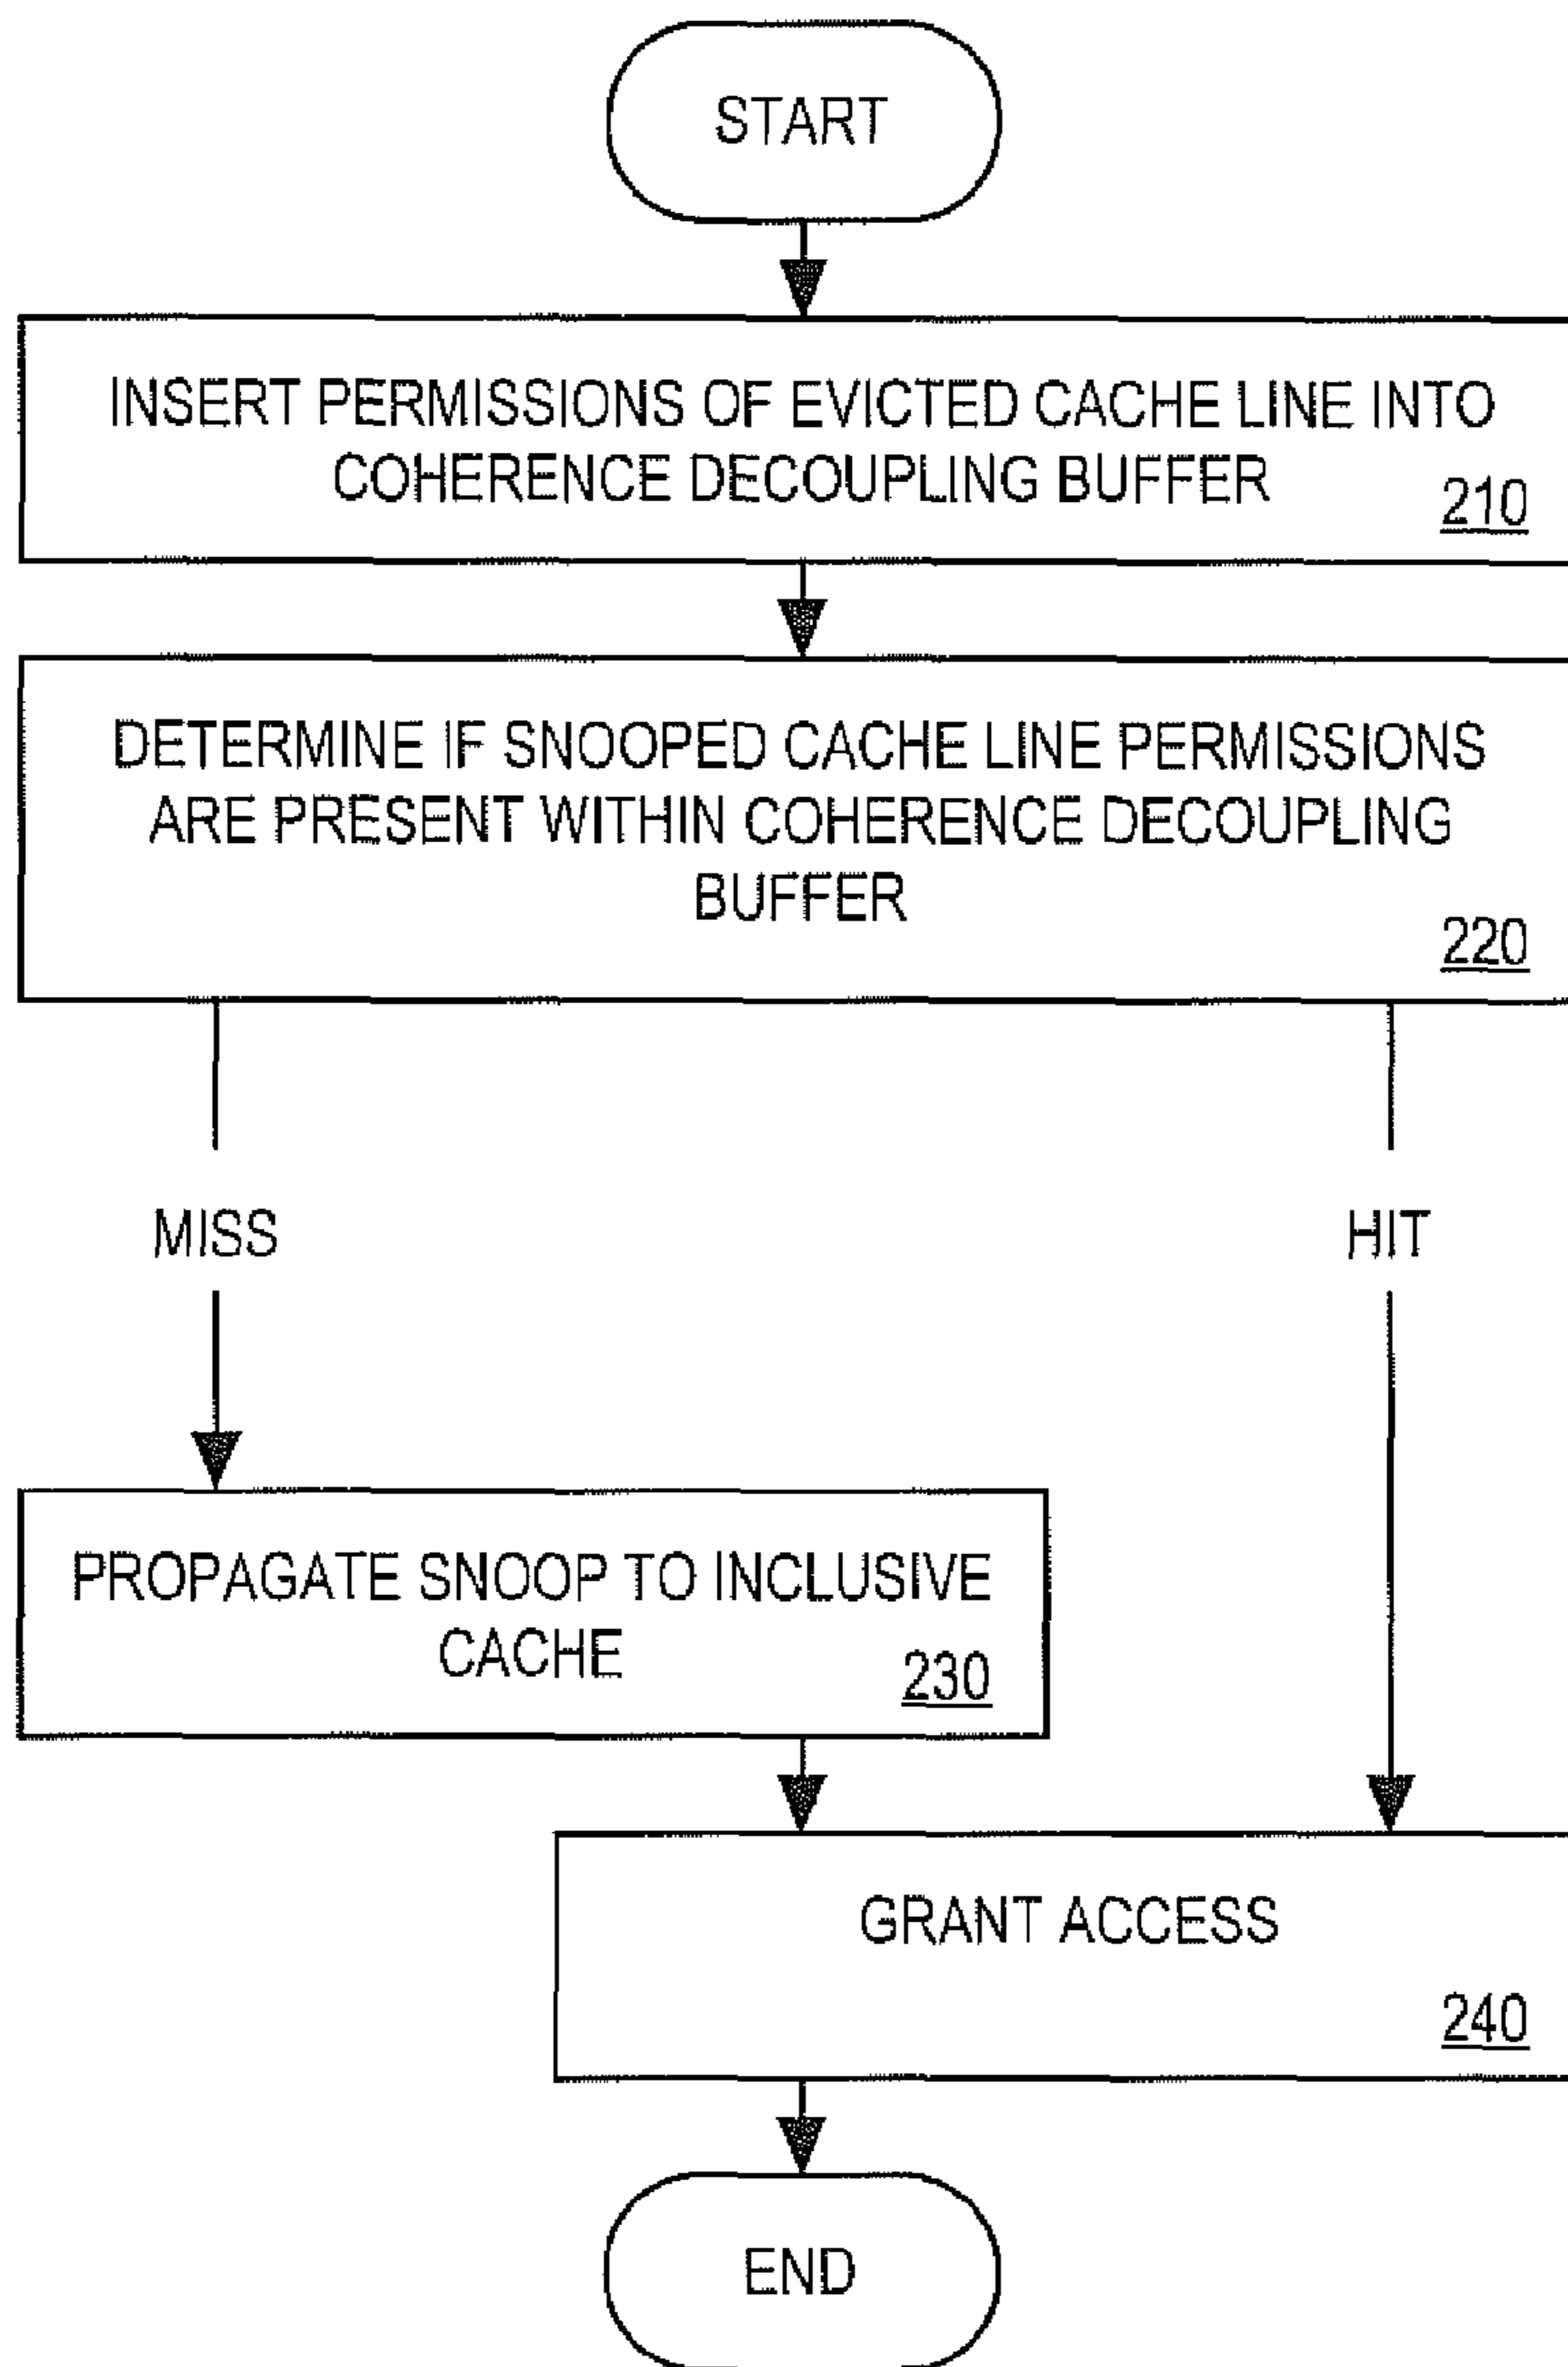 START
INSERT PERMISSIONS OF EVICTED CACHE LINE INTO
COHERENCE DECOUPLING BUFFER
210
DETERMINE IF SNOOPED CACHE LINE PERMISSIONS
ARE PRESENT WITHIN COHERENCE DECOUPLING
BUFFER
220
MISS
HIT
PROPAGATE SNOOP TO INCLUSIVE
CACHE
230
GRANT ACCESS
240
END